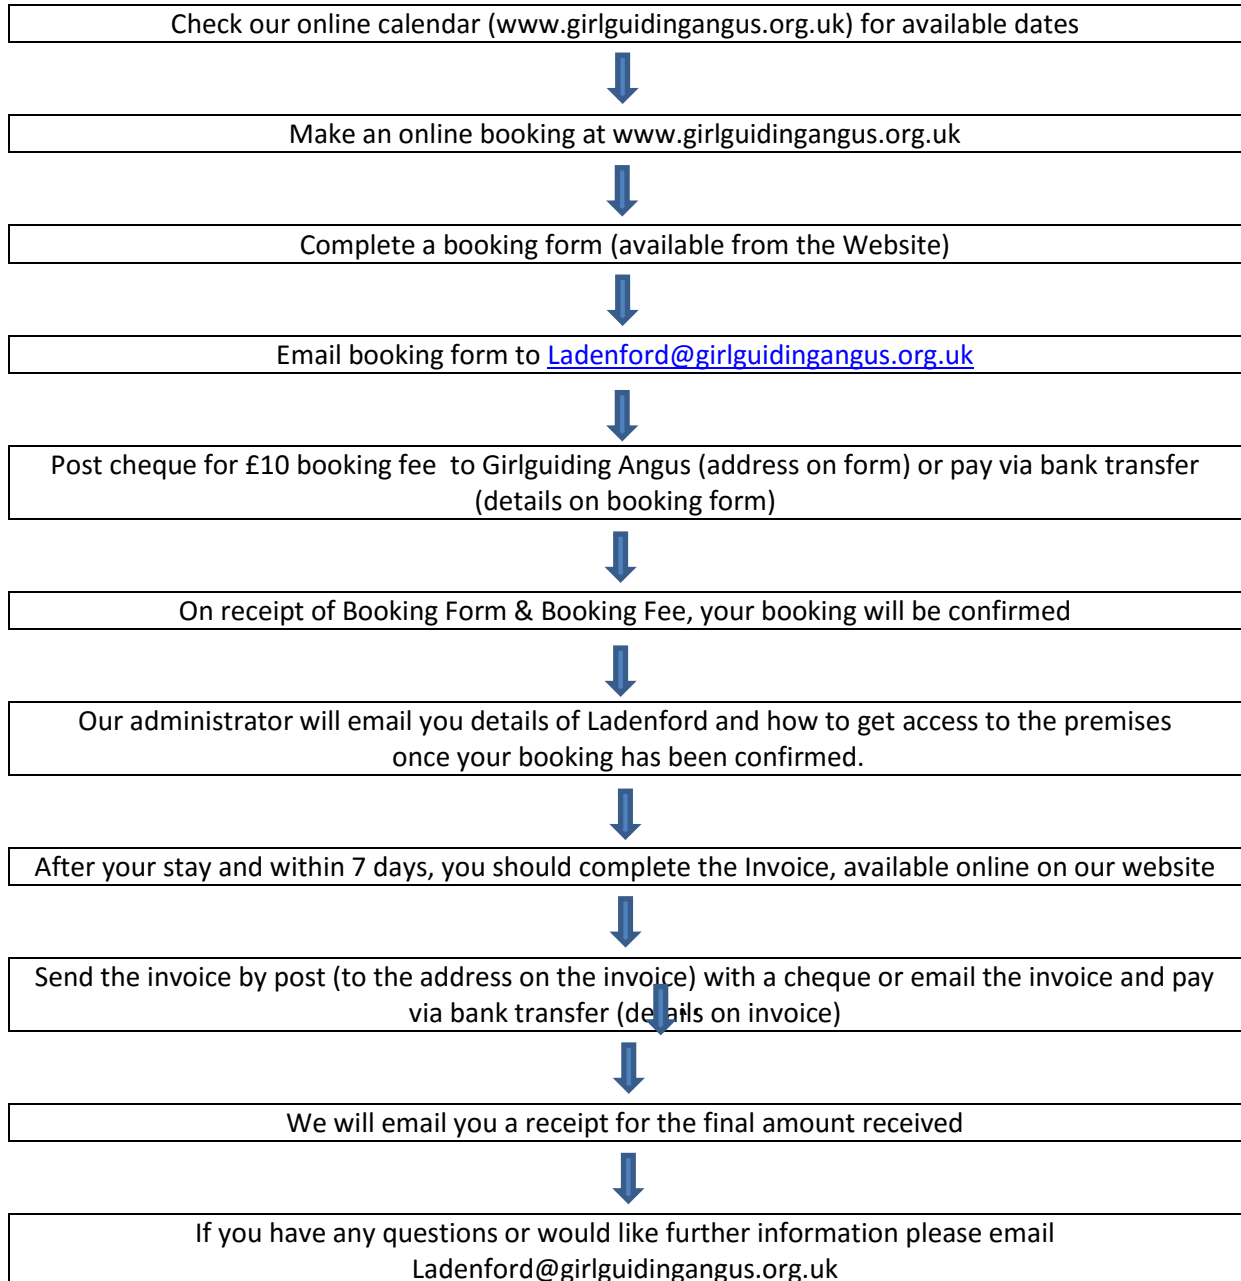 Check our online calendar (www.girlguidingangus.org.uk) for available dates
Make an online booking at www.girlguidingangus.org.uk
Complete a booking form (available from the Website)
Email booking form to Ladenford@girlguidingangus.org.uk
Post cheque for £10 booking fee  to Girlguiding Angus (address on form) or pay via bank transfer
(details on booking form)
On receipt of Booking Form & Booking Fee, your booking will be confirmed
Our administrator will email you details of Ladenford and how to get access to the premises
once your booking has been confirmed.
After your stay and within 7 days, you should complete the Invoice, available online on our website
Send the invoice by post (to the address on the invoice) with a cheque or email the invoice and pay
via bank transfer (details on invoice)
We will email you a receipt for the final amount received
If you have any questions or would like further information please email
Ladenford@girlguidingangus.org.uk